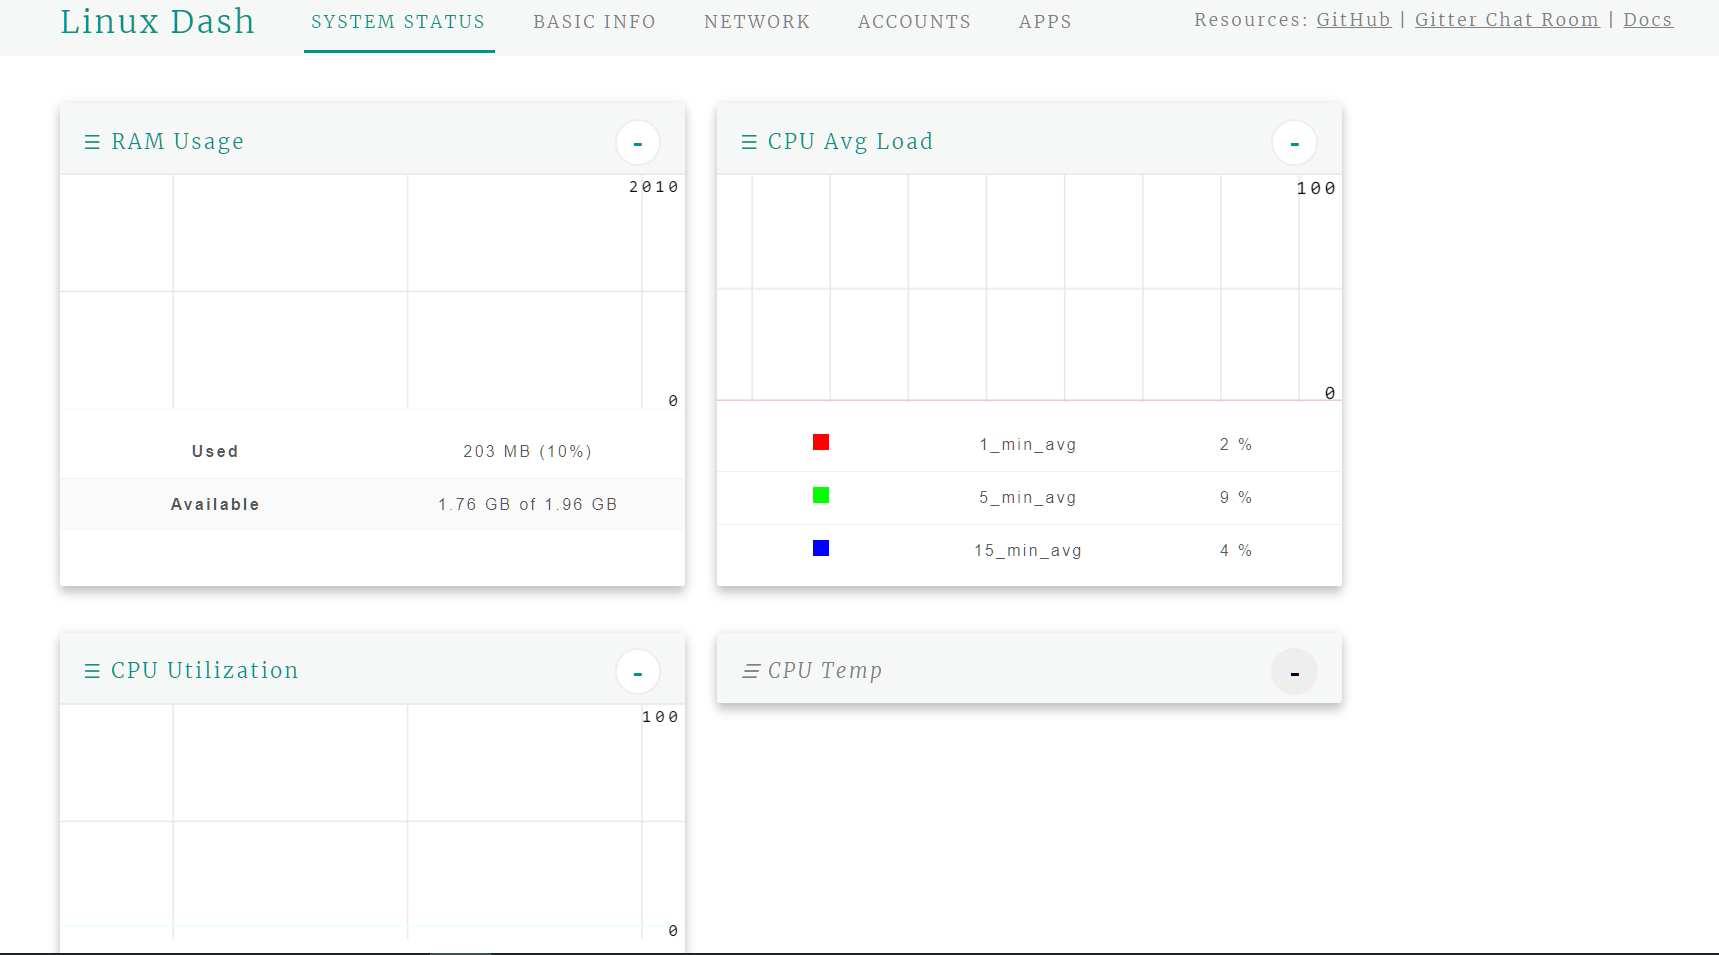 Linux Dash SYSTEM STATUS BASIC INFO NETWORK ACCOUNTS APPS Resources: GitHub | Gitter Chat Room | Docs
☰ RAM Usage -
2010
0
Used 203 MB (10%)
Available 1.76 GB of 1.96 GB
☰ CPU Avg Load -
100
0
1_min_avg 2 %
5_min_avg 9 %
15_min_avg 4 %
☰ CPU Utilization -
100
0
☰ CPU Temp -